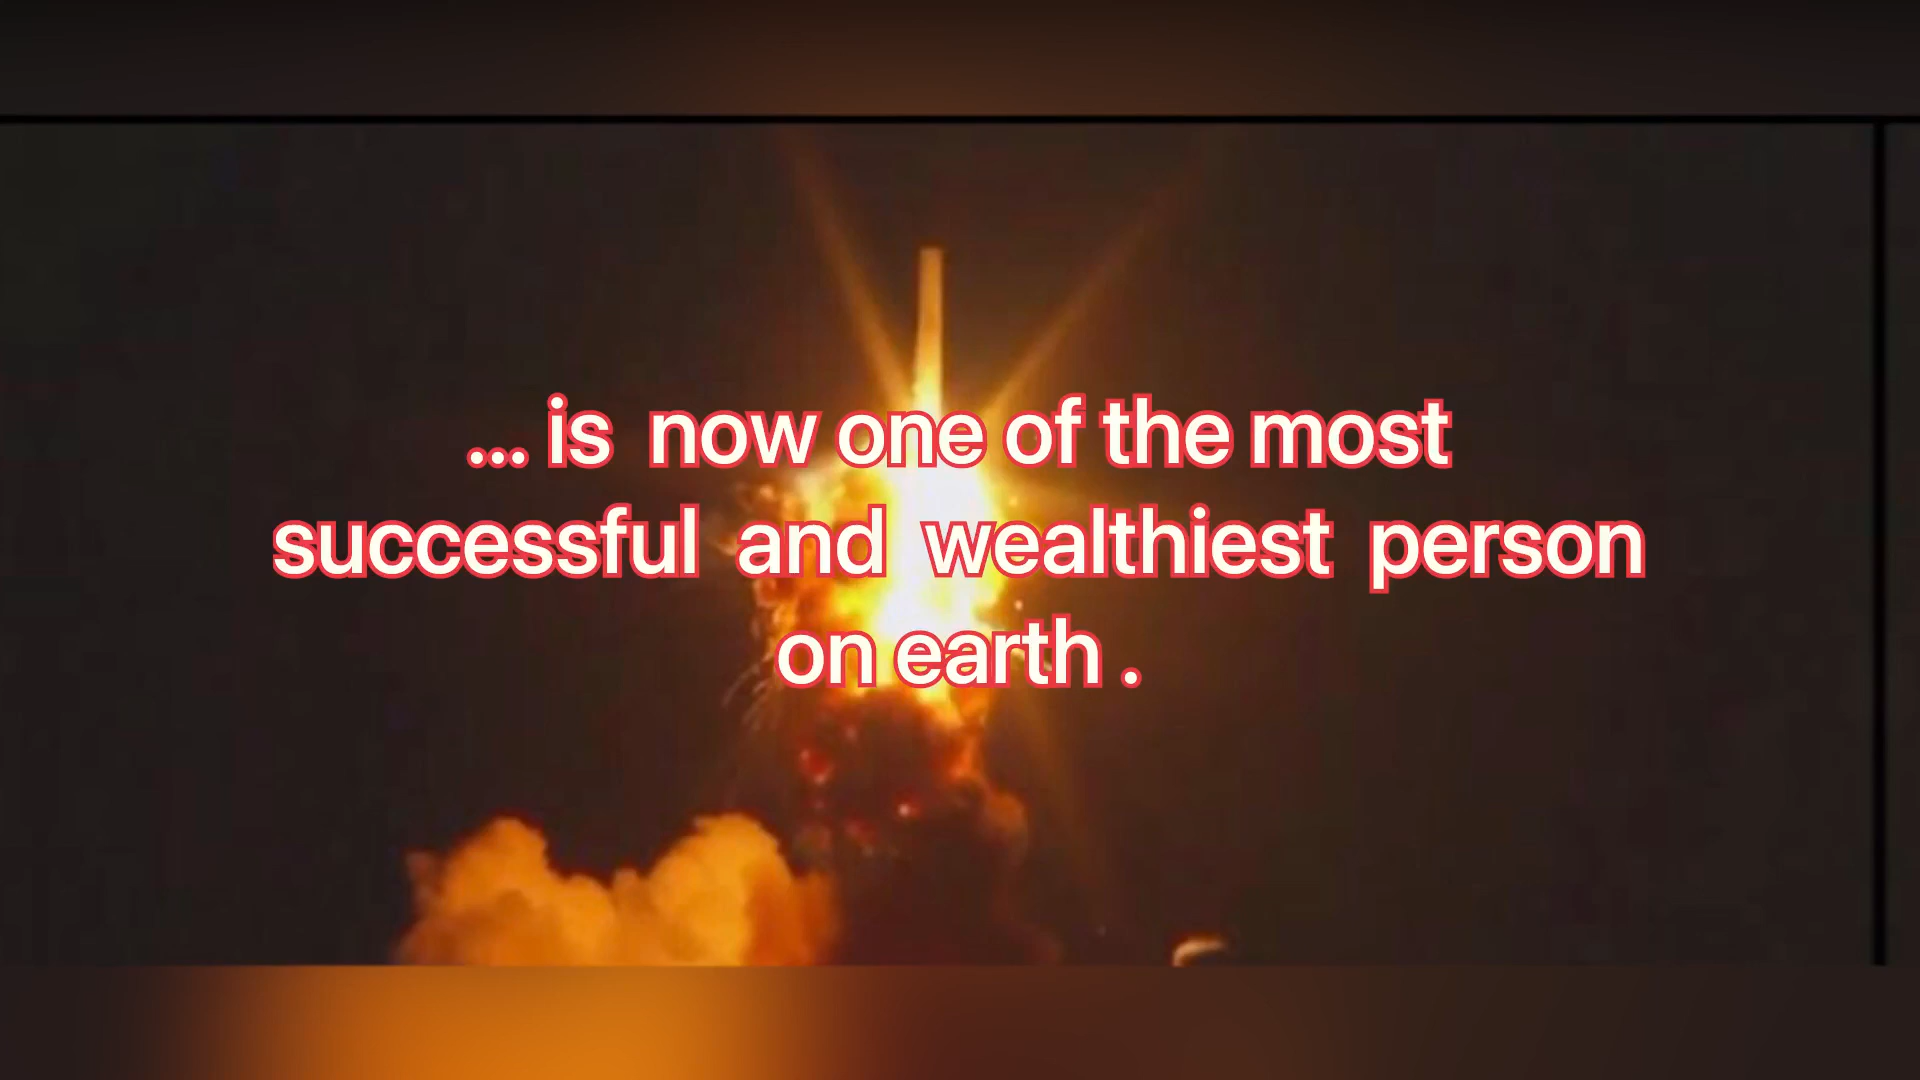 ... is now one of the most
successful and wealthiest person
on earth .